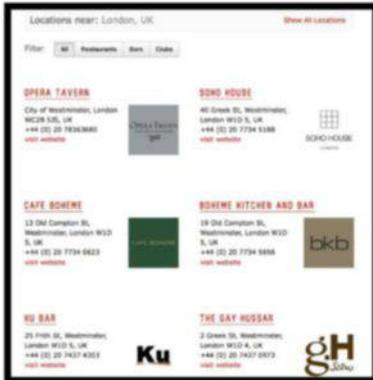 Locations near: London, UK
Show All Locations
Filter: All Restaurants Bars Clubs
OPERA TAVERN
City of Westminster, London
WC2B 5JS, UK
+44 (0) 20 78363680
visit website
OPERA TAVERN
SOHO HOUSE
40 Greek St, Westminster,
London W1D 5, UK
+44 (0) 20 7734 5188
visit website
SOHO HOUSE
CAFE BOHEME
13 Old Compton St,
Westminster, London W1D
5, UK
+44 (0) 20 7734 0623
visit website
CAFE BOHEME
BOHEME KITCHEN AND BAR
19 Old Compton St,
Westminster, London W1D
5, UK
+44 (0) 20 7734 5656
visit website
bkb
KU BAR
25 Frith St, Westminster,
London W1D 5, UK
+44 (0) 20 7437 4303
visit website
Ku
THE GAY HUSSAR
2 Greek St, Westminster,
London W1D 4, UK
+44 (0) 20 7437 0973
visit website
gH
Soho